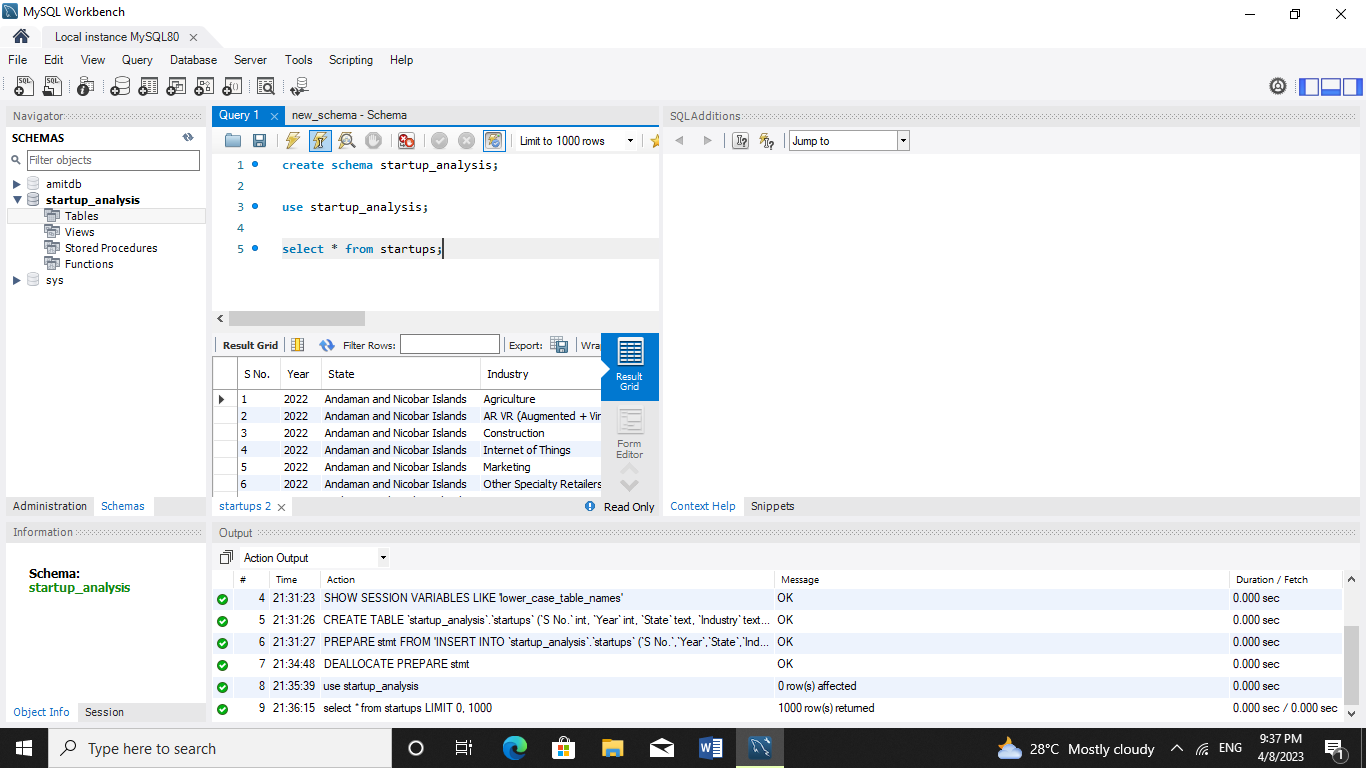 MySQL Workbench
Local instance MySQL80
File Edit View Query Database Server Tools Scripting Help
Navigator
SCHEMAS
Filter objects
amitdb
startup_analysis
Tables
Views
Stored Procedures
Functions
sys
Administration Schemas
Information
Schema:
startup_analysis
Object Info Session
Query 1 new_schema - Schema
Limit to 1000 rows
1 create schema startup_analysis;
2
3 use startup_analysis;
4
5 select * from startups;
Result Grid Filter Rows: Export:
S No. Year State Industry
1 2022 Andaman and Nicobar Islands Agriculture
2 2022 Andaman and Nicobar Islands AR VR (Augmented +
3 2022 Andaman and Nicobar Islands Construction
4 2022 Andaman and Nicobar Islands Internet of Things
5 2022 Andaman and Nicobar Islands Marketing
6 2022 Andaman and Nicobar Islands Other Specialty Retailers
Result
Grid
Form
Editor
startups 2 Read Only
SQLAdditions
Jump to
Context Help Snippets
Output
Action Output
# Time Action Message Duration / Fetch
4 21:31:23 SHOW SESSION VARIABLES LIKE 'lower_case_table_names' OK 0.000 sec
5 21:31:26 CREATE TABLE `startup_analysis`.`startups` (`S No.` int, `Year` int, `State` text, `Industry` text... OK 0.000 sec
6 21:31:27 PREPARE stmt FROM 'INSERT INTO `startup_analysis`.`startups` (`S No.`,`Year`,`State`,`Ind... OK 0.000 sec
7 21:34:48 DEALLOCATE PREPARE stmt OK 0.000 sec
8 21:35:39 use startup_analysis 0 row(s) affected 0.000 sec
9 21:36:15 select * from startups LIMIT 0, 1000 1000 row(s) returned 0.000 sec / 0.000 sec
Type here to search
28°C Mostly cloudy
ENG
9:37 PM
4/8/2023
1